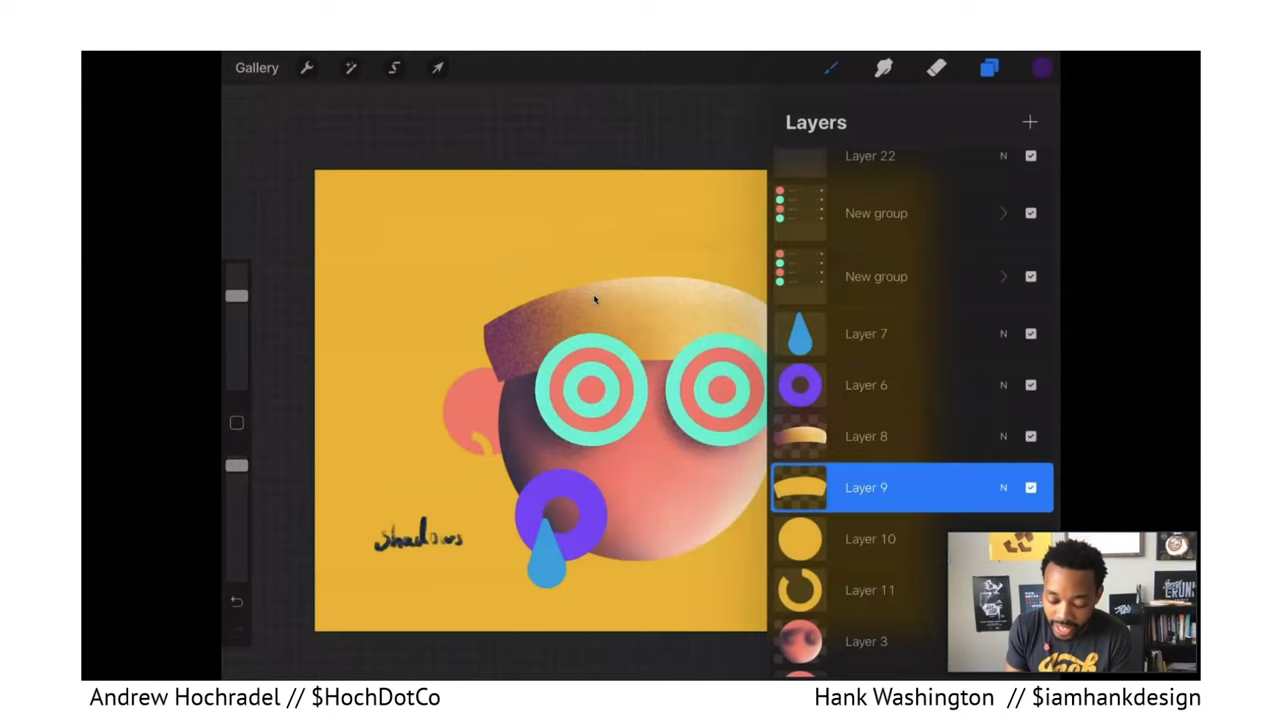 Gallery
Layers
Layer 22 N
New group
New group
Layer 7 N
Layer 6 N
Layer 8 N
Layer 9 N
Layer 10
Layer 11
Layer 3
shadows
Andrew Hochradel // $HochDotCo
Hank Washington // $iamhankdesign